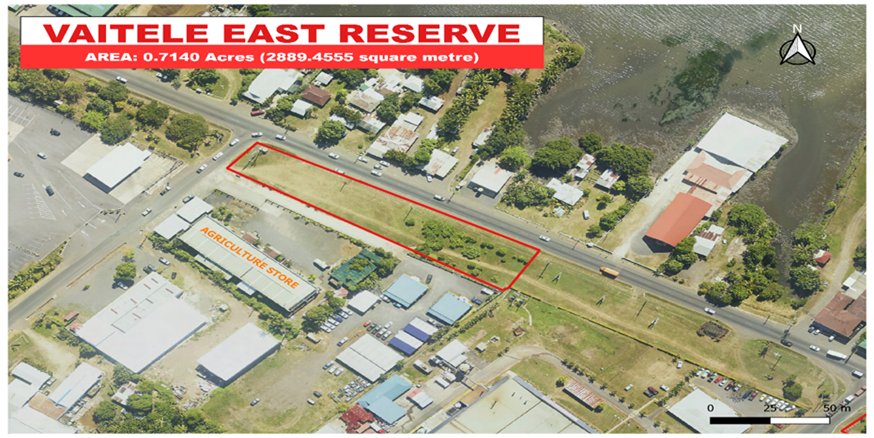 VAITELE EAST RESERVE
AREA: 0.7140 Acres (2889.4555 square metre)
N
AGRICULTURE STORE
0 25 50 m